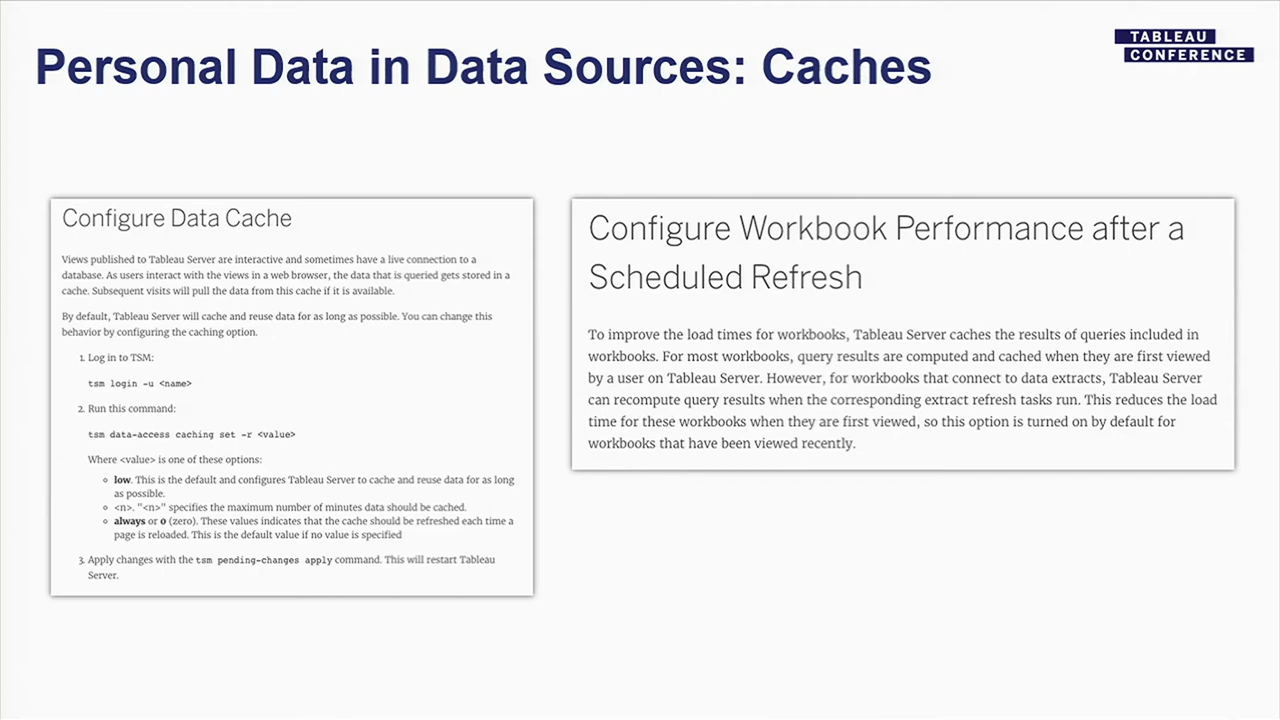 TABLEAU
CONFERENCE
Personal Data in Data Sources: Caches
Configure Data Cache
Views published to Tableau Server are interactive and sometimes have a live connection to a
database. As users interact with the views in a web browser, the data that is queried gets stored in a
cache. Subsequent visits will pull the data from this cache if it is available.
By default, Tableau Server will cache and reuse data for as long as possible. You can change this
behavior by configuring the caching option.
1. Log in to TSM:
tsm login -u <name>
2. Run this command:
tsm data-access caching set -r <value>
Where <value> is one of these options:
low. This is the default and configures Tableau Server to cache and reuse data for as long
as possible.
<n>. "<n>" specifies the maximum number of minutes data should be cached.
always or 0 (zero). These values indicates that the cache should be refreshed each time a
page is reloaded. This is the default value if no value is specified
3. Apply changes with the tsm pending-changes apply command. This will restart Tableau
Server.
Configure Workbook Performance after a
Scheduled Refresh
To improve the load times for workbooks, Tableau Server caches the results of queries included in
workbooks. For most workbooks, query results are computed and cached when they are first viewed
by a user on Tableau Server. However, for workbooks that connect to data extracts, Tableau Server
can recompute query results when the corresponding extract refresh tasks run. This reduces the load
time for these workbooks when they are first viewed, so this option is turned on by default for
workbooks that have been viewed recently.